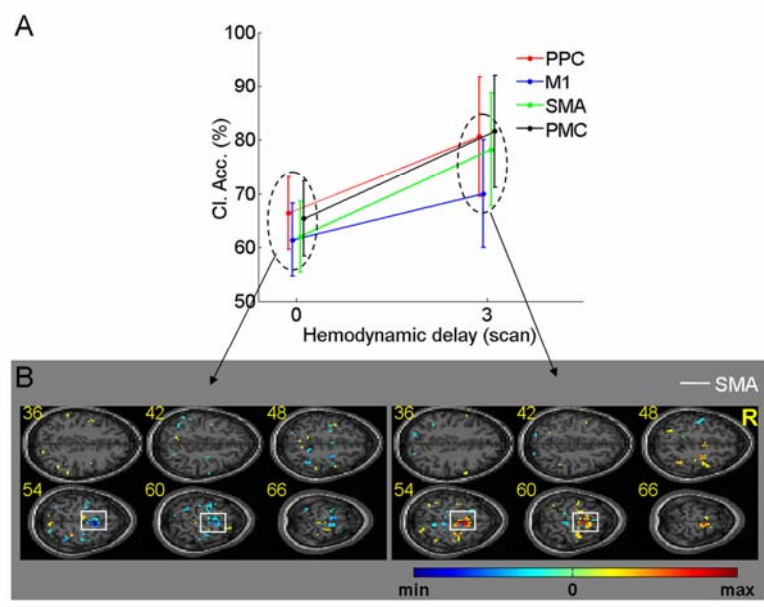 A
100
PPC
M1
90
SMA
PMC
80
Cl. Acc. (%)
70
60
50
0
3
Hemodynamic delay (scan)
B
SMA
36
42
48
36
42
48
R
54
60
66
54
60
66
min
0
max